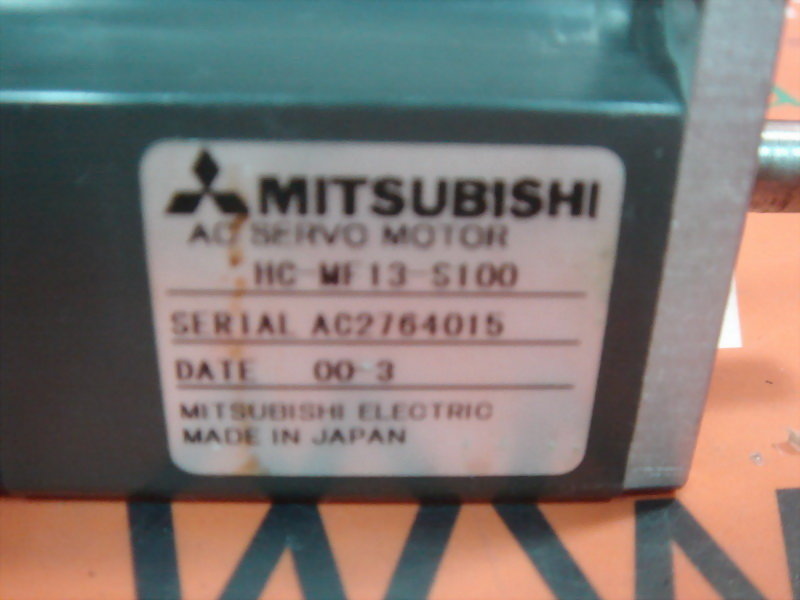 MITSUBISHI
AC SERVO MOTOR
HC-MF13-S100
SERIAL AC2764015
DATE 00-3
MITSUBISHI ELECTRIC
MADE IN JAPAN